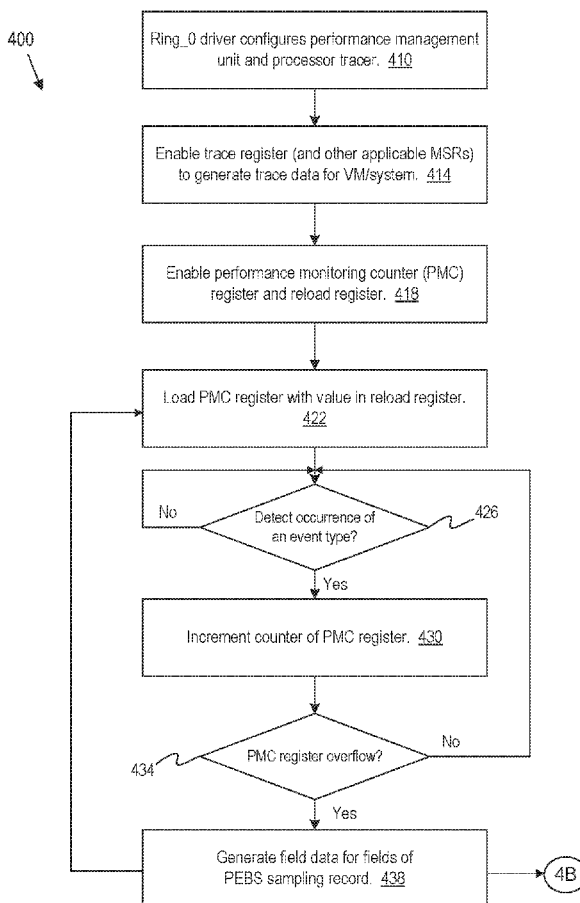 400
Ring_0 driver configures performance management
unit and processor tracer. 410
Enable trace register (and other applicable MSRs)
to generate trace data for VM/system. 414
Enable performance monitoring counter (PMC)
register and reload register. 418
Load PMC register with value in reload register.
422
No
Detect occurrence of
an event type?
426
Yes
Increment counter of PMC register. 430
No
PMC register overflow?
434
Yes
Generate field data for fields of
PEBS sampling record. 438
4B